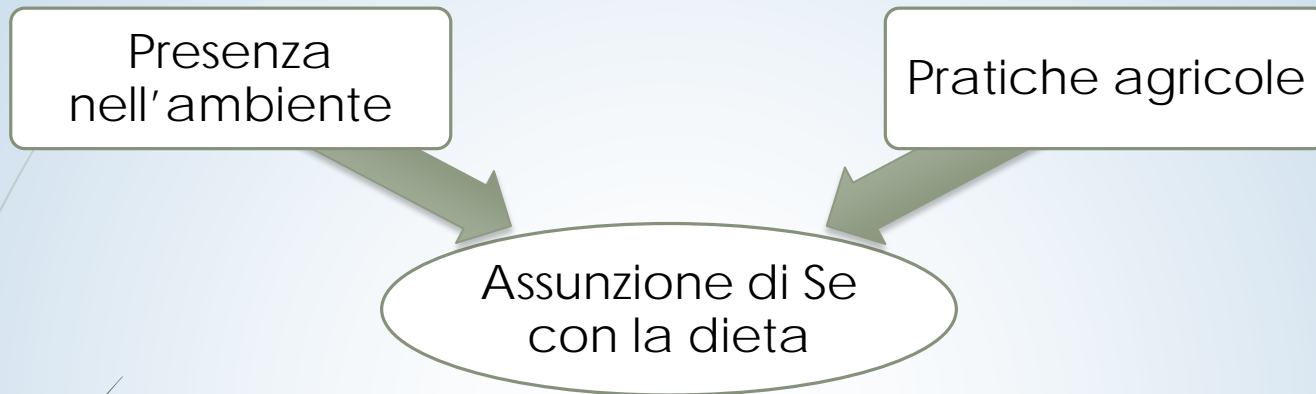 Presenza
nell'ambiente
Pratiche agricole
Assunzione di Se
con la dieta